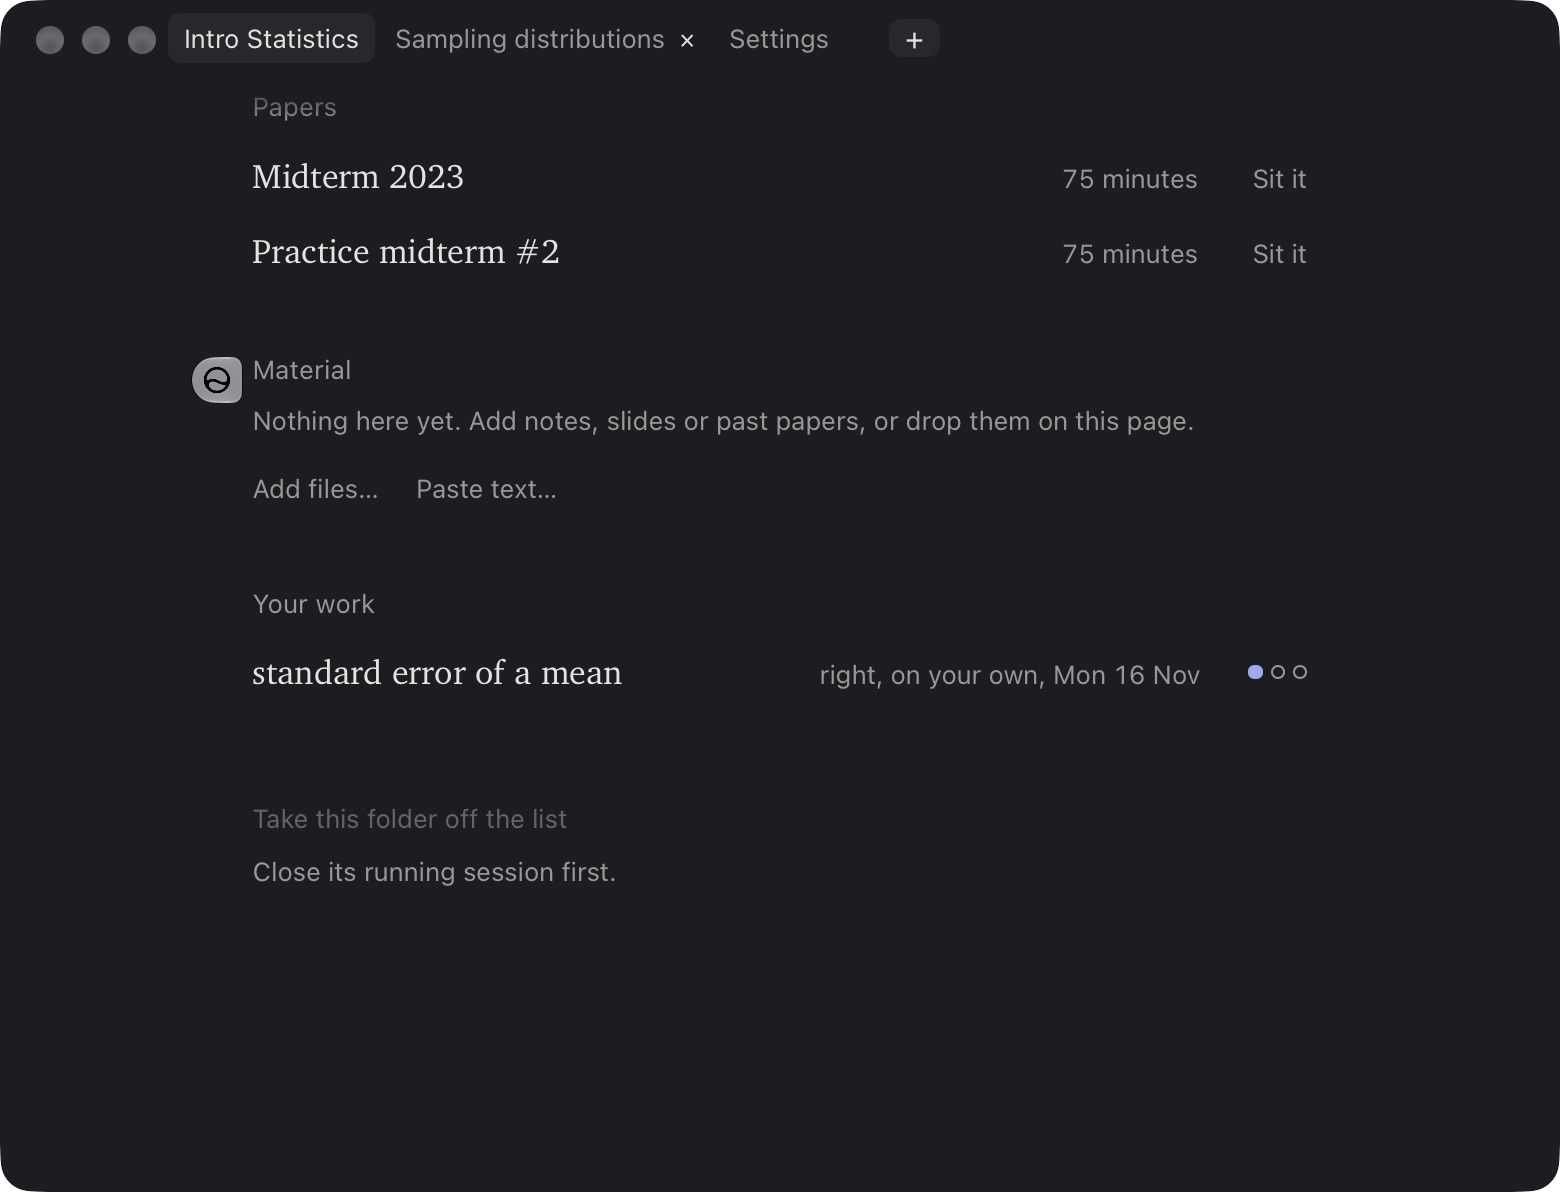 Intro Statistics Sampling distributions × Settings +
Papers
Midterm 2023 75 minutes Sit it
Practice midterm #2 75 minutes Sit it
Material
Nothing here yet. Add notes, slides or past papers, or drop them on this page.
Add files... Paste text...
Your work
standard error of a mean right, on your own, Mon 16 Nov
Take this folder off the list
Close its running session first.